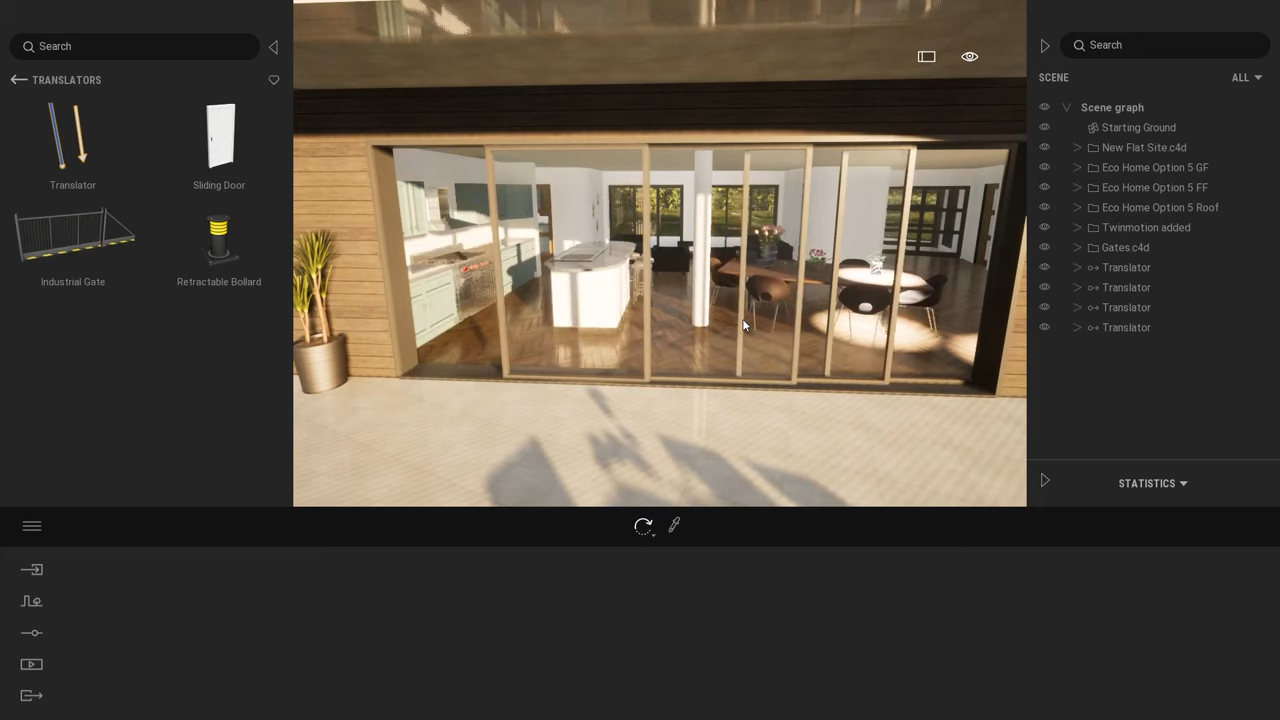 Search
TRANSLATORS
Translator
Sliding Door
Industrial Gate
Retractable Bollard
Search
SCENE
ALL
Scene graph
Starting Ground
New Flat Site.c4d
Eco Home Option 5 GF
Eco Home Option 5 FF
Eco Home Option 5 Roof
Twinmotion added
Gates.c4d
Translator
Translator
Translator
Translator
STATISTICS